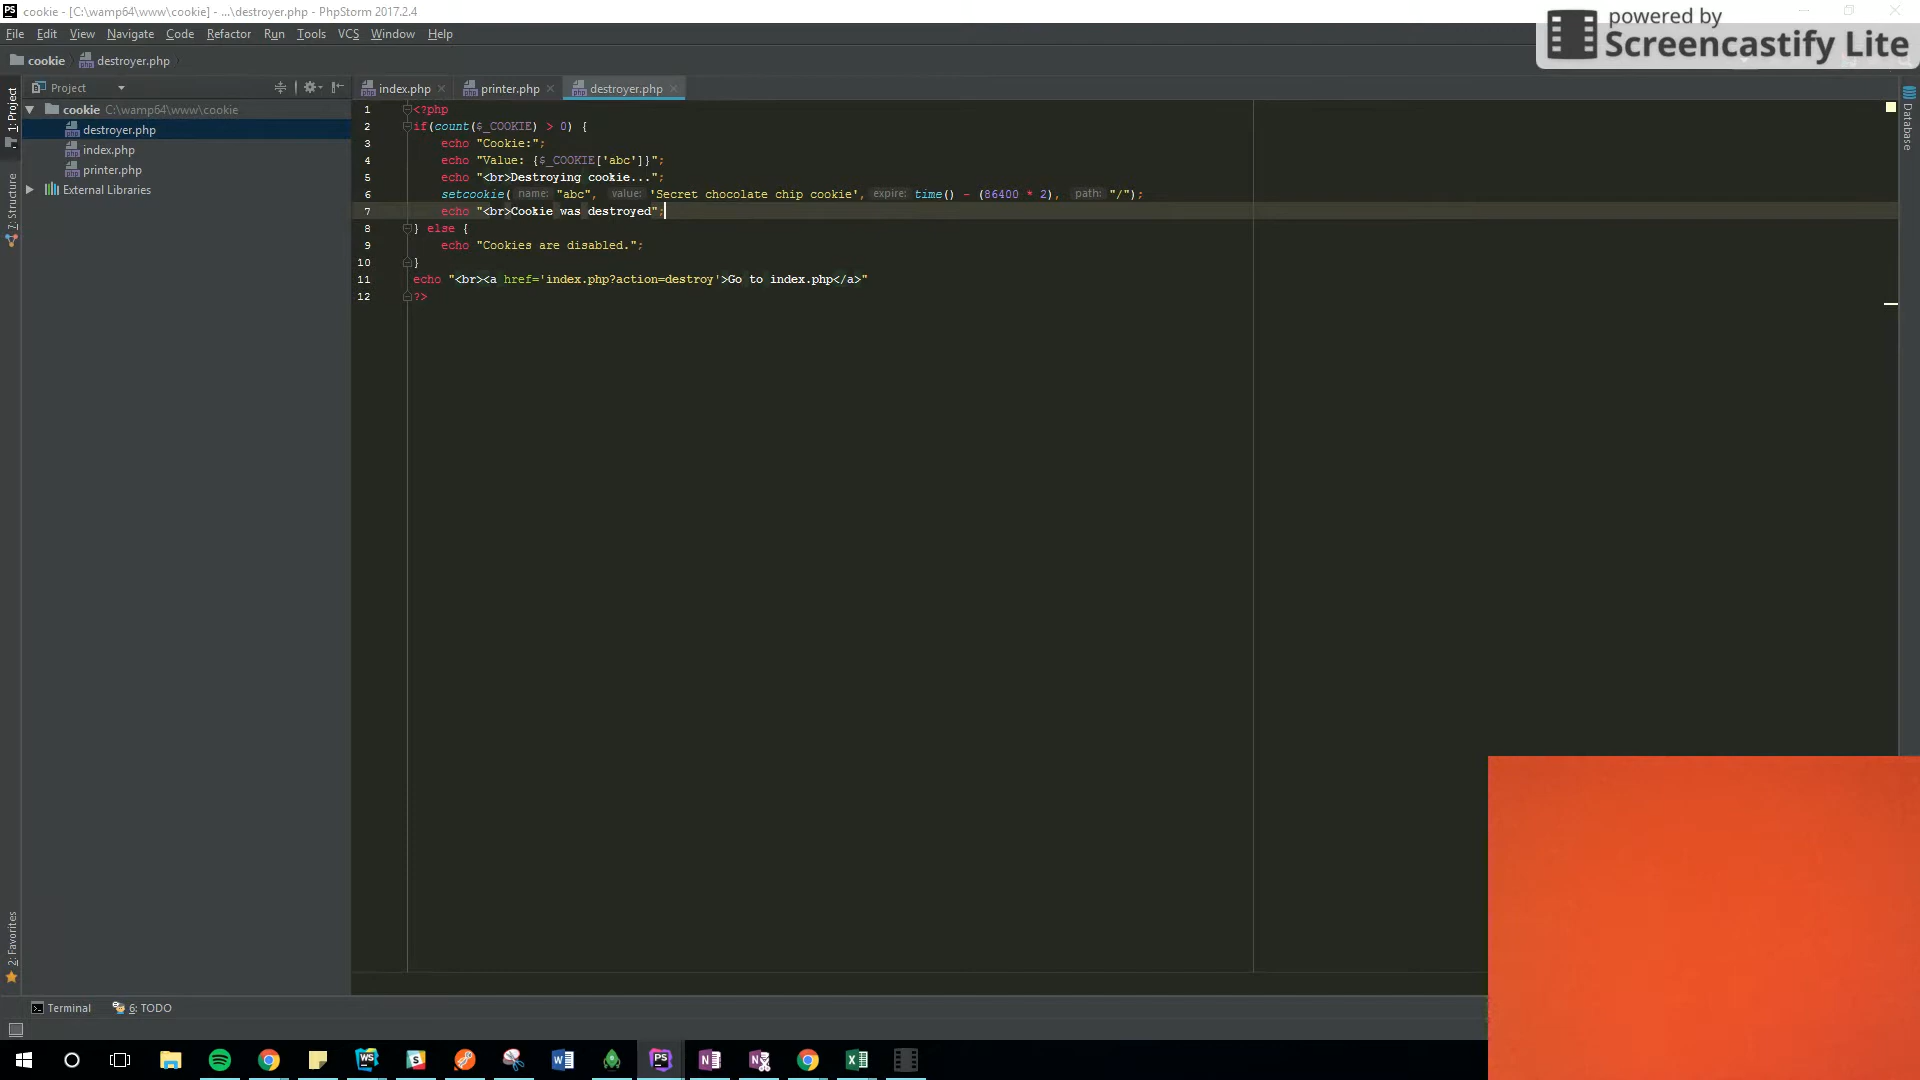 cookie - [C:\wamp64\www\cookie] - ...\destroyer.php - PhpStorm 2017.2.4
powered by
Screencastify Lite
File Edit View Navigate Code Refactor Run Tools VCS Window Help
cookie destroyer.php
Project
index.php printer.php destroyer.php
cookie C:\wamp64\www\cookie
destroyer.php
index.php
printer.php
External Libraries
1: Project
7: Structure
2: Favorites
Database
1 <?php
2 if(count($_COOKIE) > 0) {
3 echo "Cookie:";
4 echo "Value: {$_COOKIE['abc']}";
5 echo "<br>Destroying cookie...";
6 setcookie( name: "abc", value: 'Secret chocolate chip cookie', expire: time() - (86400 * 2), path: "/");
7 echo "<br>Cookie was destroyed";
8 } else {
9 echo "Cookies are disabled.";
10 }
11 echo "<br><a href='index.php?action=destroy'>Go to index.php</a>"
12 ?>
Terminal 6: TODO